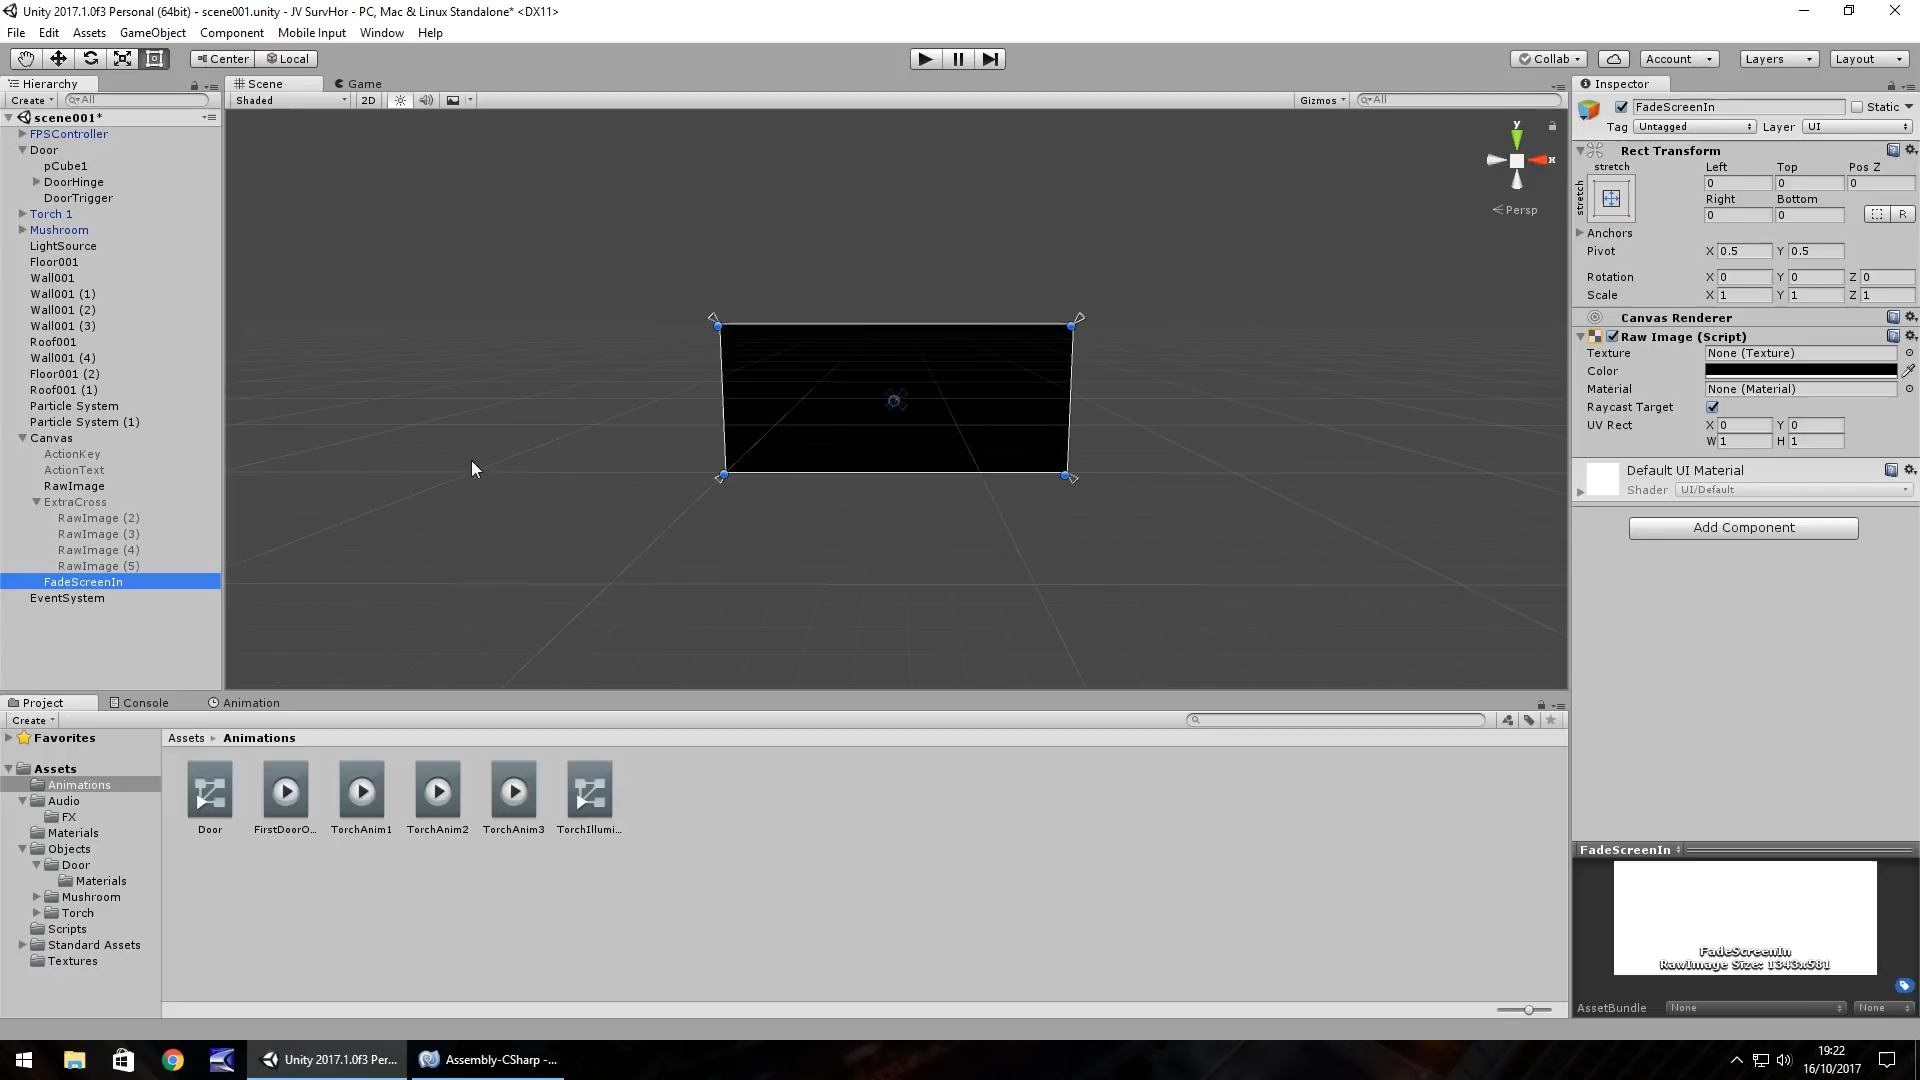 Unity 2017.1.0f3 Personal (64bit) - scene001.unity - JV SurvHor - PC, Mac & Linux Standalone* <DX11>
File Edit Assets GameObject Component Mobile Input Window Help
Center Local
Collab Account Layers Layout
Hierarchy
Create All
scene001*
FPSController
Door
pCube1
DoorHinge
DoorTrigger
Torch 1
Mushroom
LightSource
Floor001
Wall001
Wall001 (1)
Wall001 (2)
Wall001 (3)
Roof001
Wall001 (4)
Floor001 (2)
Roof001 (1)
Particle System
Particle System (1)
Canvas
ActionKey
ActionText
RawImage
ExtraCross
RawImage (2)
RawImage (3)
RawImage (4)
RawImage (5)
FadeScreenIn
EventSystem
Scene Game
Shaded 2D Gizmos All
y
x
Persp
Inspector
FadeScreenIn Static
Tag Untagged Layer UI
Rect Transform
stretch Left Top Pos Z
stretch
0 0 0
Right Bottom
0 0 R
Anchors
Pivot X 0.5 Y 0.5
Rotation X 0 Y 0 Z 0
Scale X 1 Y 1 Z 1
Canvas Renderer
Raw Image (Script)
Texture None (Texture)
Color
Material None (Material)
Raycast Target
UV Rect X 0 Y 0
W 1 H 1
Default UI Material
Shader UI/Default
Add Component
FadeScreenIn
FadeScreenIn
RawImage Size: 1343x581
AssetBundle None None
Project Console Animation
Create
Favorites
Assets
Animations
Audio
FX
Materials
Objects
Door
Materials
Mushroom
Torch
Scripts
Standard Assets
Textures
Assets Animations
Door FirstDoorO... TorchAnim1 TorchAnim2 TorchAnim3 TorchIllumi...
Unity 2017.1.0f3 Per... Assembly-CSharp -...
19:22
16/10/2017